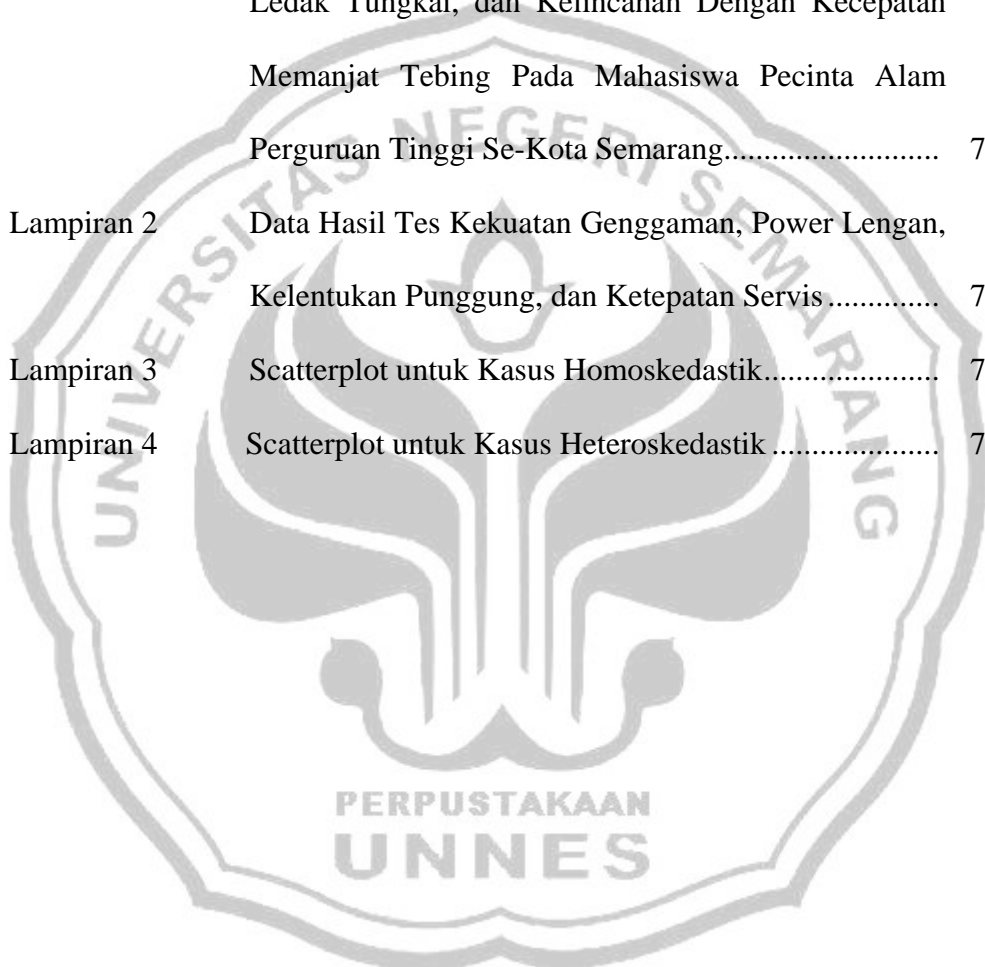 Ledak Tungkai, dan Kelincahan Dengan Kecepatan
Memanjat Tebing Pada Mahasiswa Pecinta Alam
Perguruan Tinggi Se-Kota Semarang........................... 7
Lampiran 2 Data Hasil Tes Kekuatan Genggaman, Power Lengan,
Kelentukan Punggung, dan Ketepatan Servis .............. 7
Lampiran 3 Scatterplot untuk Kasus Homoskedastik...................... 7
Lampiran 4 Scatterplot untuk Kasus Heteroskedastik ..................... 7
UNIVERSITAS NEGERI SEMARANG
PERPUSTAKAAN
UNNES